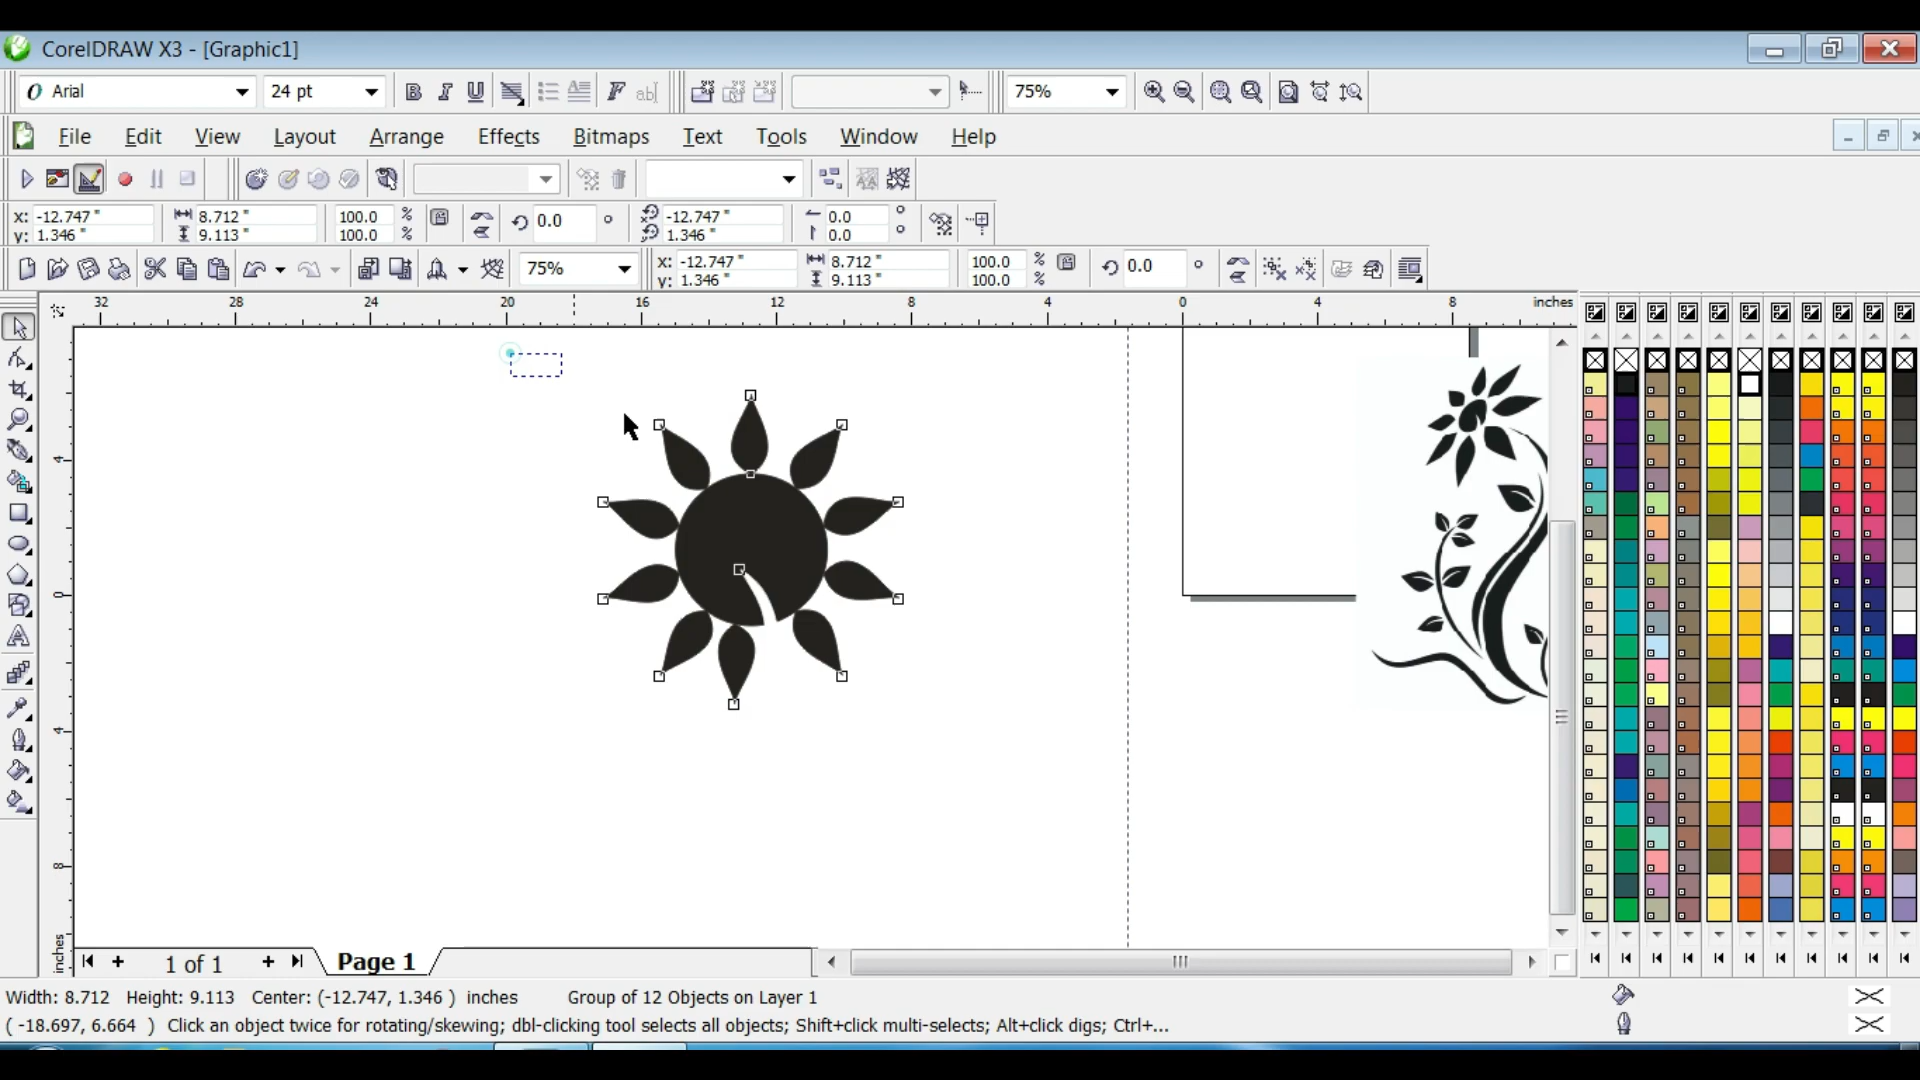 CorelDRAW X3 - [Graphic1]
Arial 24 pt 75%
File Edit View Layout Arrange Effects Bitmaps Text Tools Window Help
x: -12.747 " 8.712 " 100.0 % 0.0 ° -12.747 " 0.0 °
y: 1.346 " 9.113 " 100.0 % 1.346 " 0.0 °
75% x: -12.747 " 8.712 " 100.0 % 0.0 °
y: 1.346 " 9.113 " 100.0 %
32 28 24 20 16 12 8 4 0 4 8 inches
4
0
4
8
inches
1 of 1 Page 1
Width: 8.712 Height: 9.113 Center: (-12.747, 1.346 ) inches Group of 12 Objects on Layer 1
( -18.697, 6.664 ) Click an object twice for rotating/skewing; dbl-clicking tool selects all objects; Shift+click multi-selects; Alt+click digs; Ctrl+...